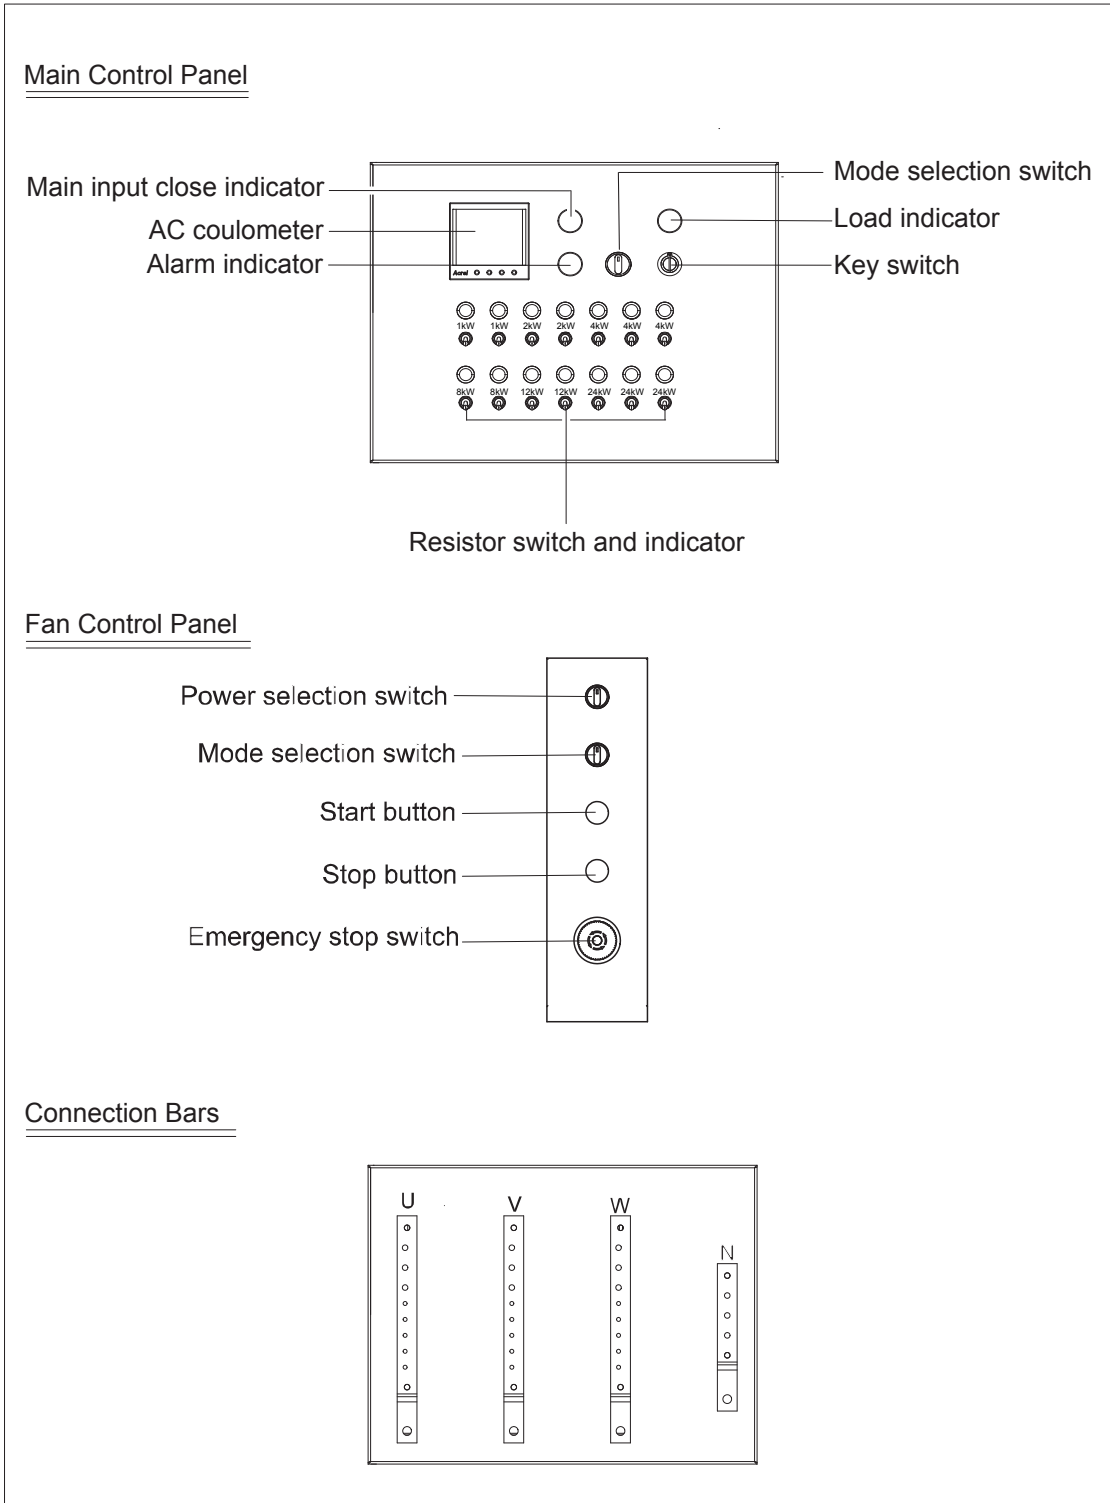 Main Control Panel
Main input close indicator
AC coulometer
Alarm indicator
Mode selection switch
Load indicator
Key switch
Acrel
1kW 1kW 2kW 2kW 4kW 4kW 4kW
8kW 8kW 12kW 12kW 24kW 24kW 24kW
Resistor switch and indicator
Fan Control Panel
Power selection switch
Mode selection switch
Start button
Stop button
Emergency stop switch
Connection Bars
U V W N